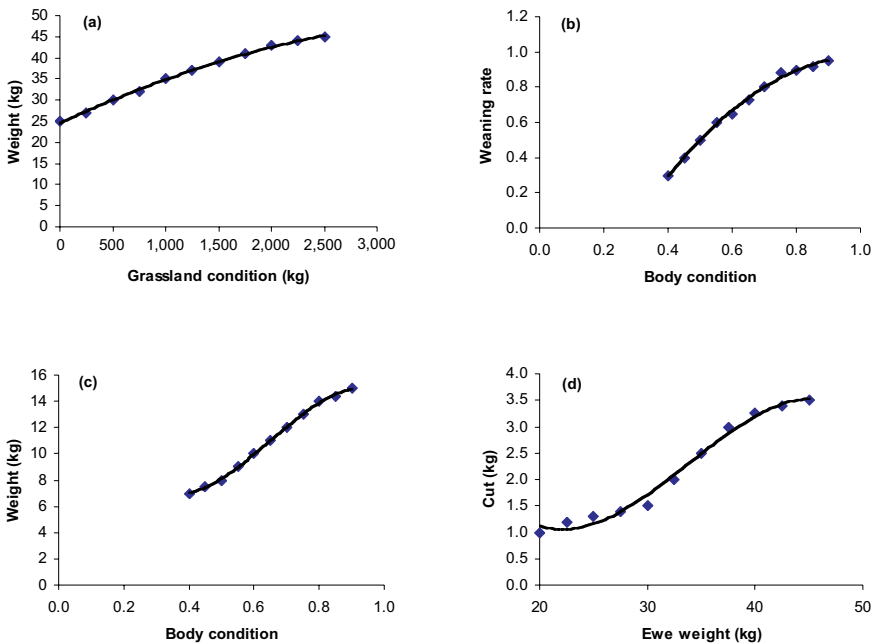 (a)
Weight (kg)
50
45
40
35
30
25
20
15
10
5
0
0 500 1,000 1,500 2,000 2,500 3,000
Grassland condition (kg)
(b)
Weaning rate
1.2
1.0
0.8
0.6
0.4
0.2
0.0
0.0 0.2 0.4 0.6 0.8 1.0
Body condition
(c)
Weight (kg)
16
14
12
10
8
6
4
2
0
0.0 0.2 0.4 0.6 0.8 1.0
Body condition
(d)
Cut (kg)
4.0
3.5
3.0
2.5
2.0
1.5
1.0
0.5
0.0
20 30 40 50
Ewe weight (kg)